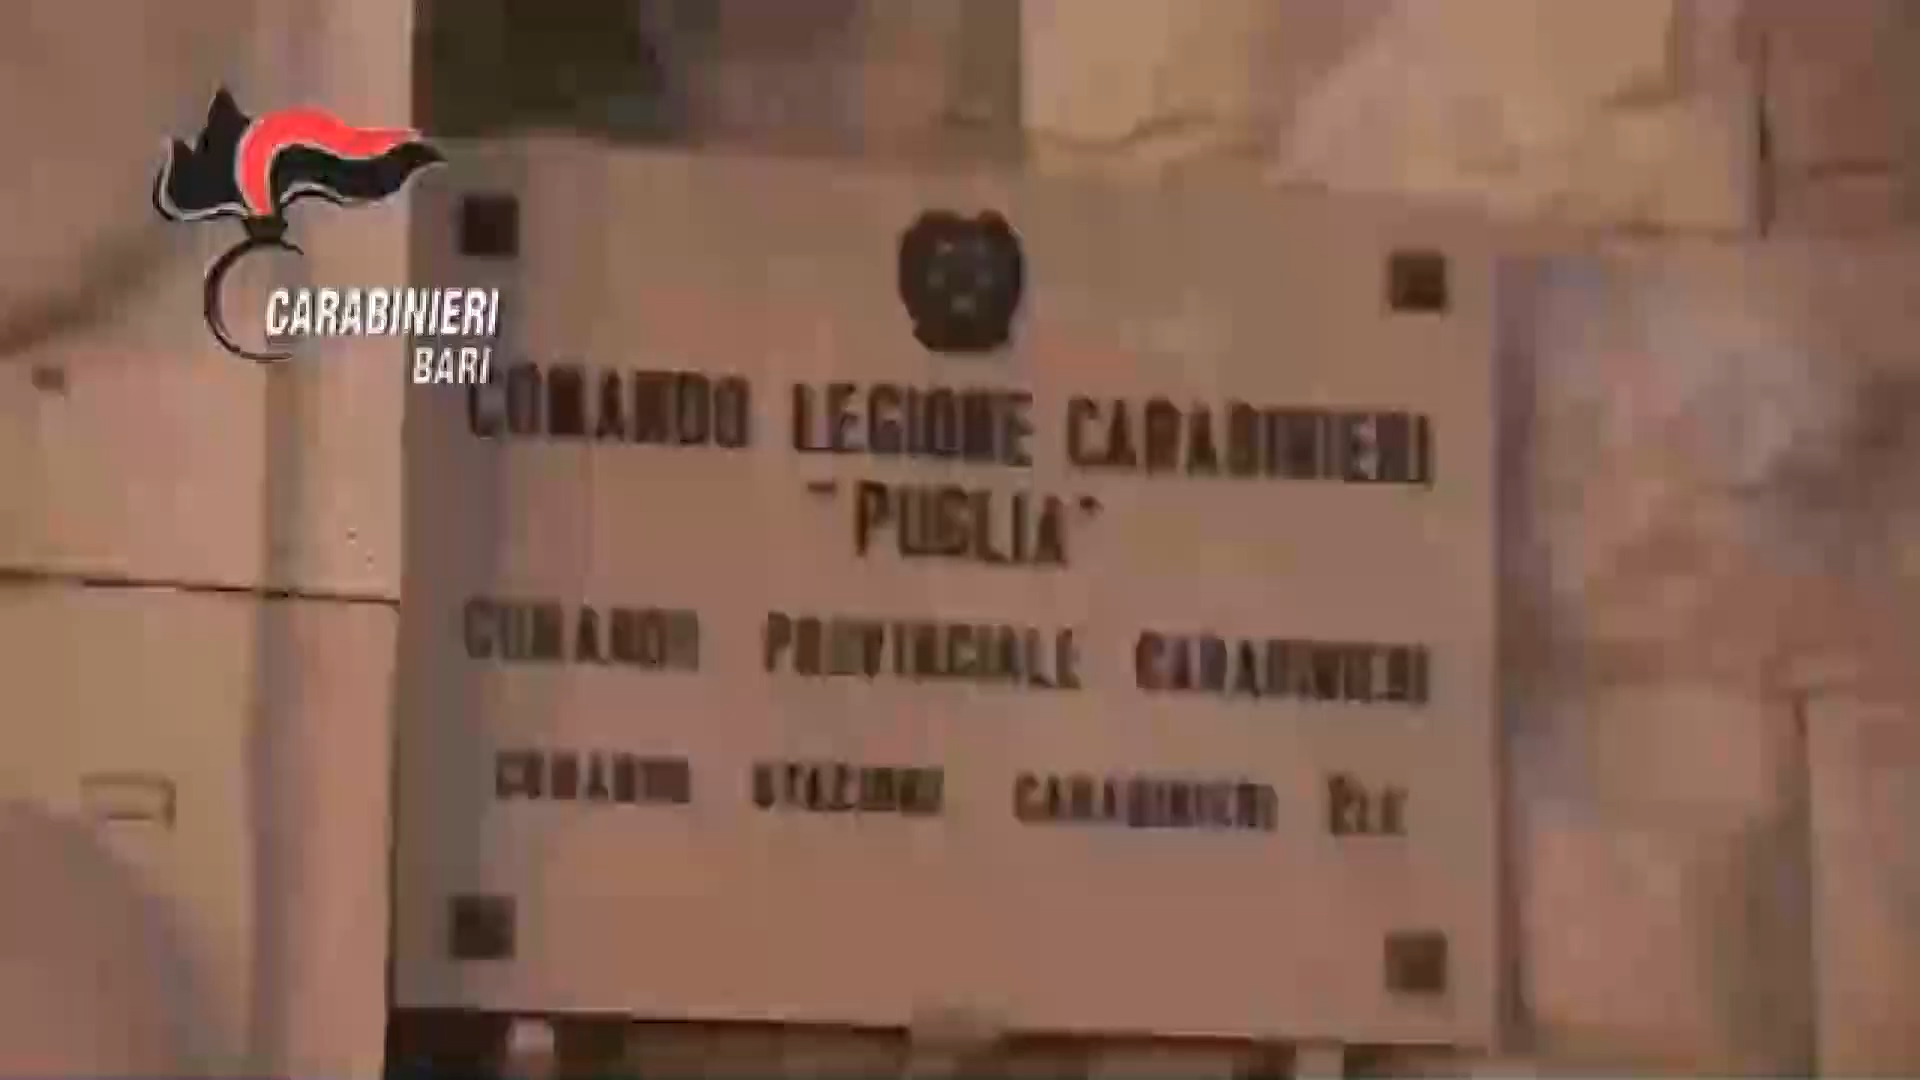 CARABINIERI
BARI
COMANDO LEGIONE CARABINIERI
"PUGLIA"
COMANDO PROVINCIALE CARABINIERI
COMANDO STAZIONE CARABINIERI